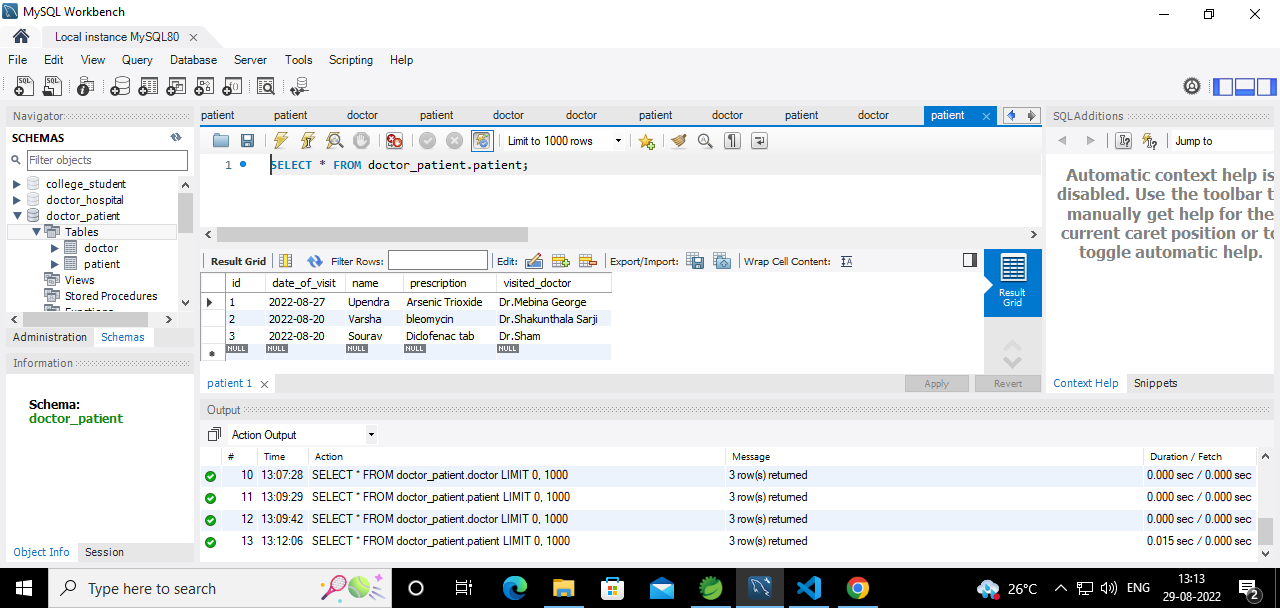 MySQL Workbench
Local instance MySQL80
File Edit View Query Database Server Tools Scripting Help
Navigator
SCHEMAS
Filter objects
college_student
doctor_hospital
doctor_patient
Tables
doctor
patient
Views
Stored Procedures
Administration Schemas
Information
Schema:
doctor_patient
Object Info Session
patient patient doctor patient doctor doctor patient doctor patient doctor patient
Limit to 1000 rows
1 SELECT * FROM doctor_patient.patient;
Result Grid Filter Rows: Edit: Export/Import: Wrap Cell Content:
id date_of_visit name prescription visited_doctor
1 2022-08-27 Upendra Arsenic Trioxide Dr.Mebina George
2 2022-08-20 Varsha bleomycin Dr.Shakunthala Sarji
3 2022-08-20 Sourav Diclofenac tab Dr.Sham
NULL NULL NULL NULL NULL
Result
Grid
patient 1 Apply Revert
SQLAdditions
Jump to
Automatic context help is
disabled. Use the toolbar t
manually get help for the
current caret position or to
toggle automatic help.
Context Help Snippets
Output
Action Output
# Time Action Message Duration / Fetch
10 13:07:28 SELECT * FROM doctor_patient.doctor LIMIT 0, 1000 3 row(s) returned 0.000 sec / 0.000 sec
11 13:09:29 SELECT * FROM doctor_patient.patient LIMIT 0, 1000 3 row(s) returned 0.000 sec / 0.000 sec
12 13:09:42 SELECT * FROM doctor_patient.doctor LIMIT 0, 1000 3 row(s) returned 0.000 sec / 0.000 sec
13 13:12:06 SELECT * FROM doctor_patient.patient LIMIT 0, 1000 3 row(s) returned 0.015 sec / 0.000 sec
Type here to search
26°C
ENG
13:13
29-08-2022
2